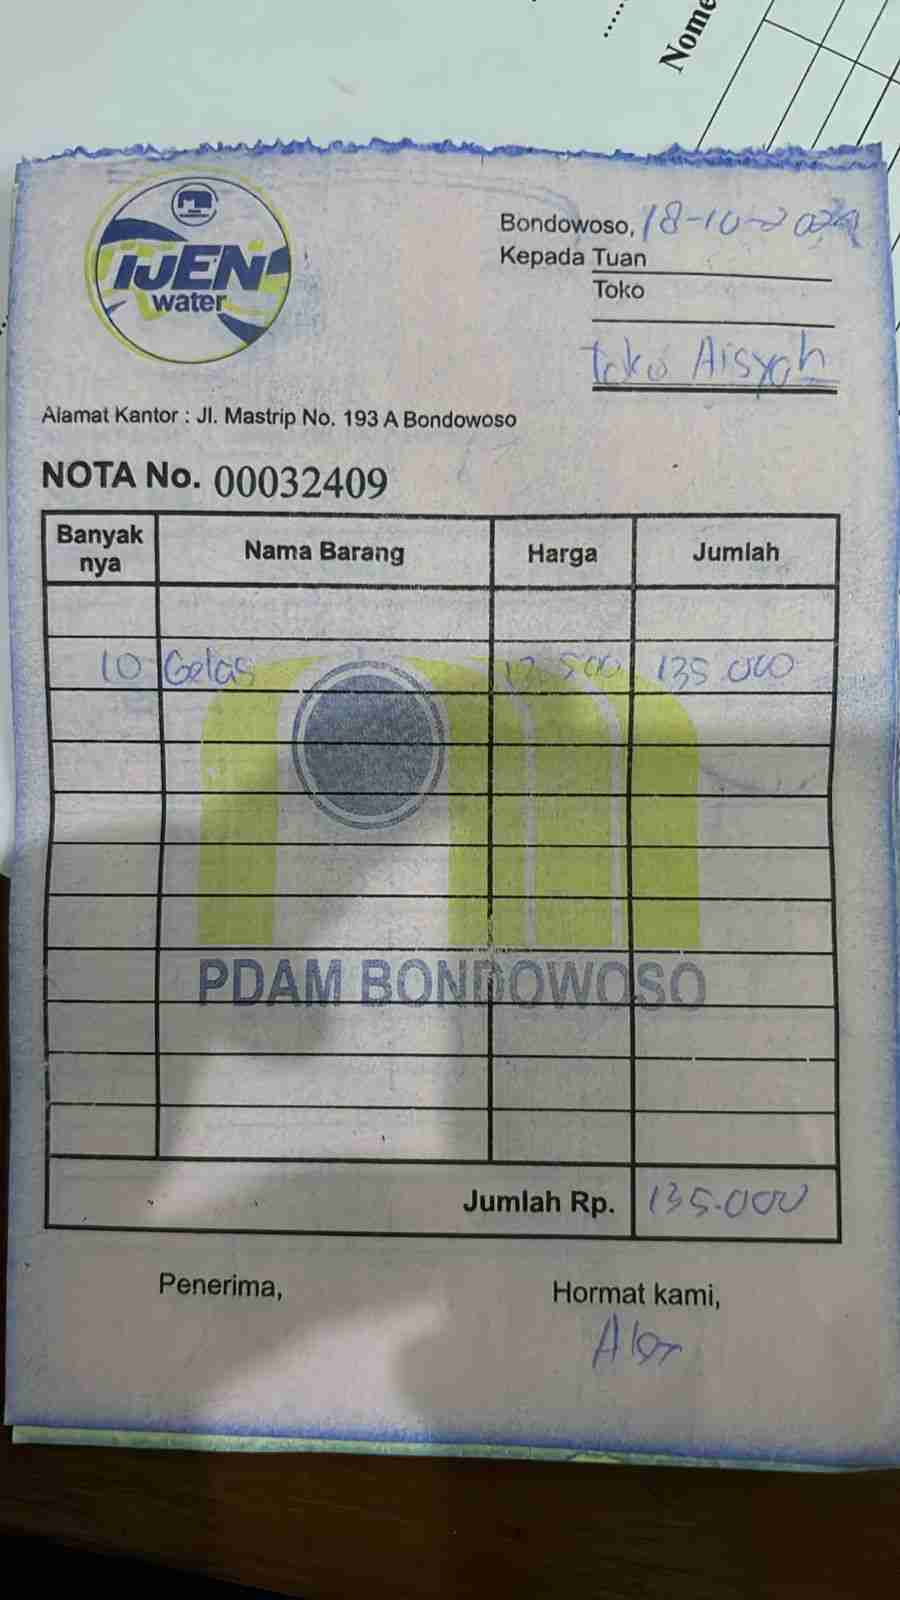 Nome
IJEN
water
Bondowoso, 18-10-2024
Kepada Tuan
Toko
Toko Aisyah
Alamat Kantor : Jl. Mastrip No. 193 A Bondowoso
NOTA No. 00032409
Banyak nya Nama Barang Harga Jumlah
10 Gelas 13.500 135 000
PDAM BONDOWOSO
Jumlah Rp. 135.000
Penerima, Hormat kami,